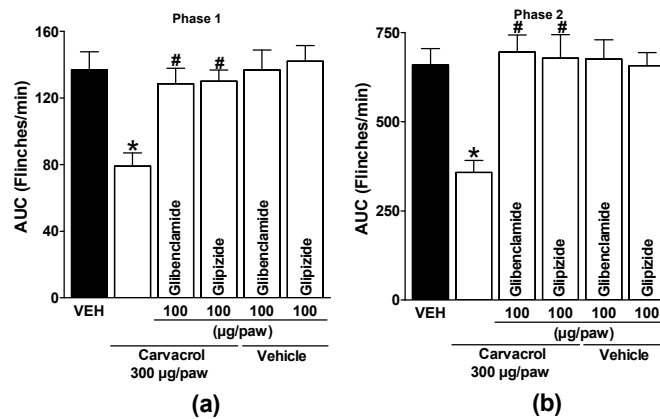 Phase 1
160
120
80
40
0
AUC (Flinches/min)
*
#
#
Glibenclamide
Glipizide
Glibenclamide
Glipizide
VEH
100
100
100
100
(µg/paw)
Carvacrol
300 µg/paw
Vehicle
(a)
Phase 2
750
500
250
0
AUC (Flinches/min)
*
#
#
Glibenclamide
Glipizide
Glibenclamide
Glipizide
VEH
100
100
100
100
(µg/paw)
Carvacrol
300 µg/paw
Vehicle
(b)